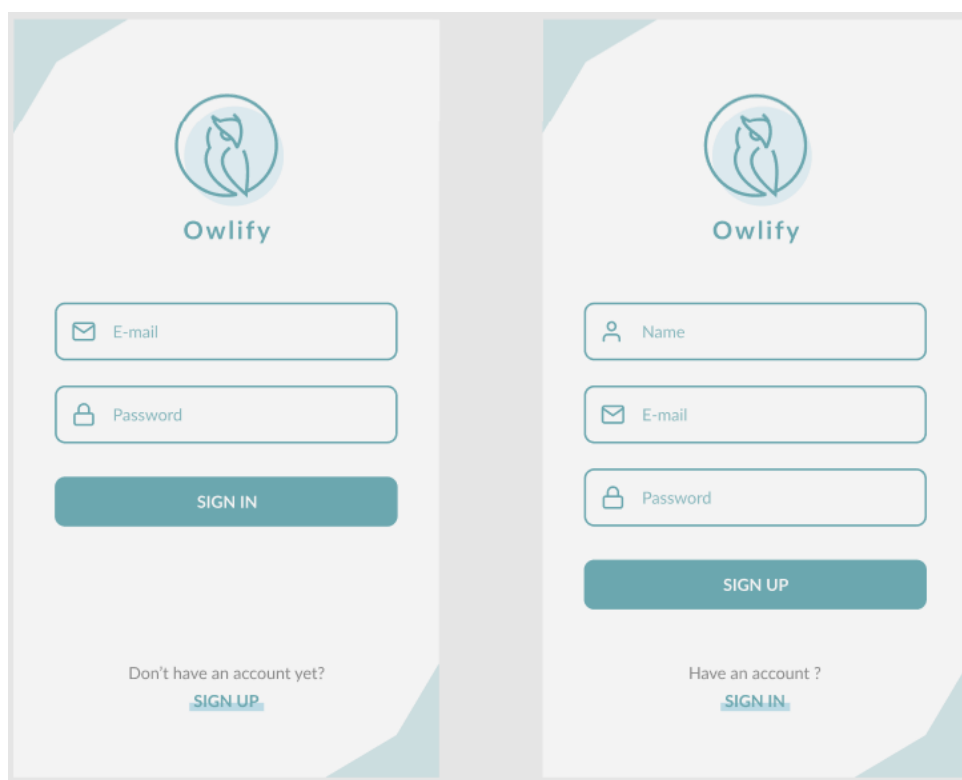 Owlify
E-mail
Password
SIGN IN
Don't have an account yet?
SIGN UP
Owlify
Name
E-mail
Password
SIGN UP
Have an account ?
SIGN IN